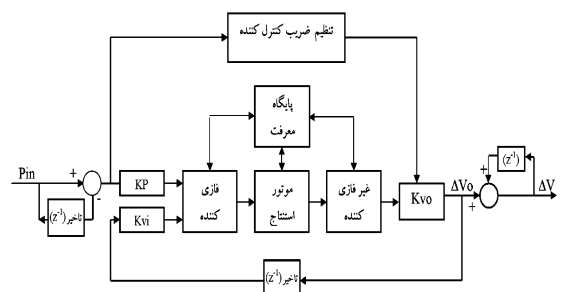 تنظیم ضریب کنترل کننده
پایگاه
معرفت
Pin
+
-
KP
Kvi
فازی
کننده
موتور
استنتاج
غیر فازی
کننده
Kvo
ΔVo
+
+
(z⁻¹)
ΔV
تاخیر (z⁻¹)
تاخیر (z⁻¹)